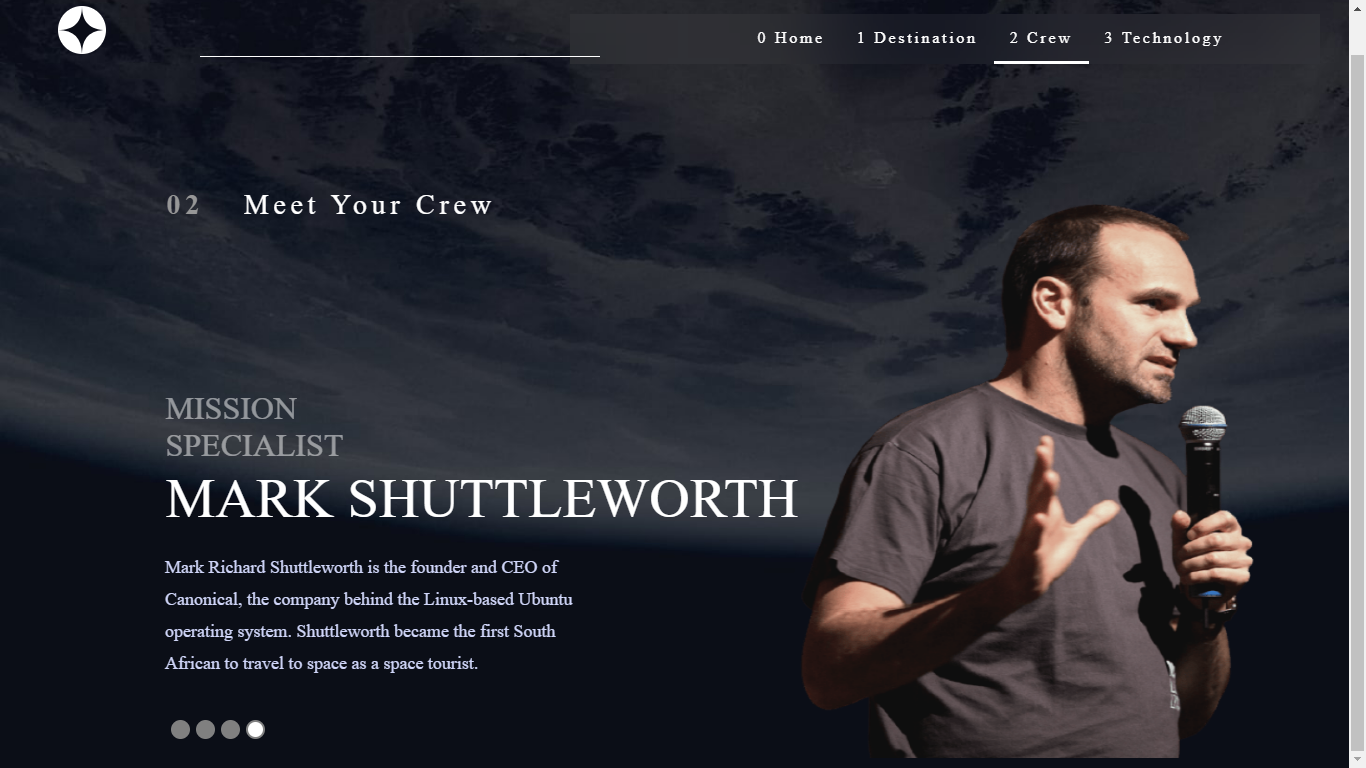 0 Home 1 Destination 2 Crew 3 Technology
02 Meet Your Crew
MISSION
SPECIALIST
MARK SHUTTLEWORTH
Mark Richard Shuttleworth is the founder and CEO of
Canonical, the company behind the Linux-based Ubuntu
operating system. Shuttleworth became the first South
African to travel to space as a space tourist.